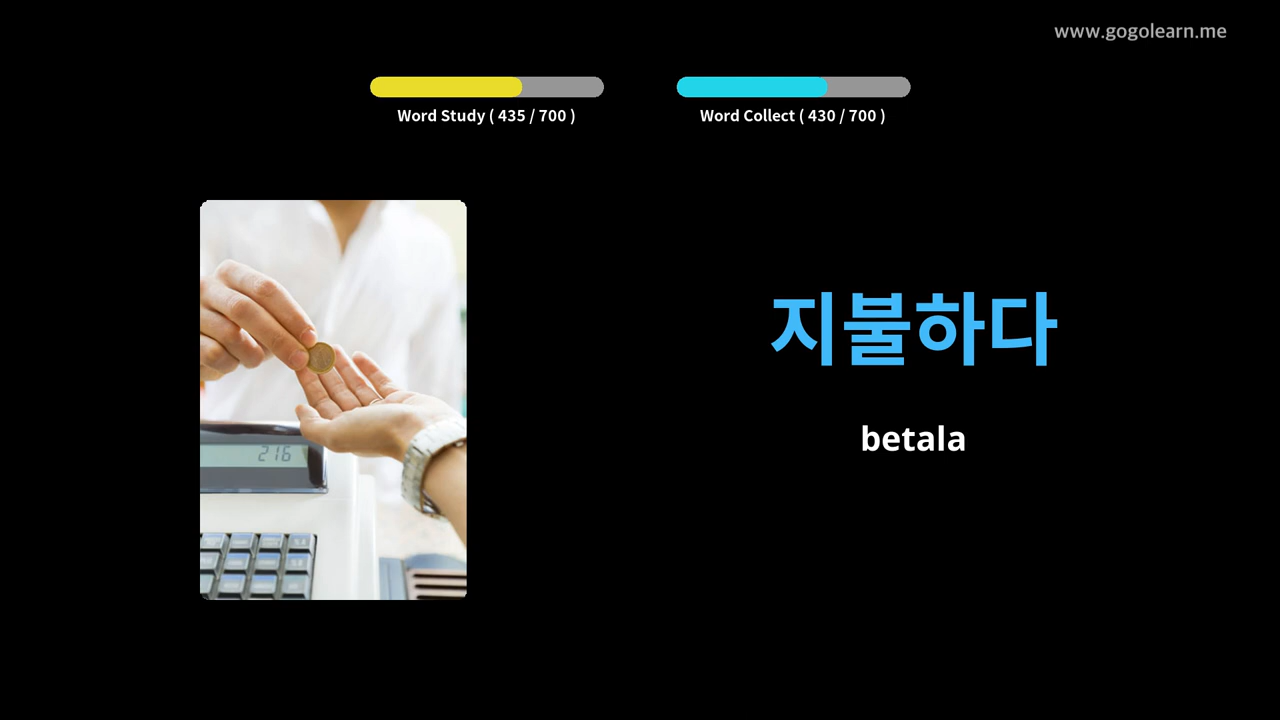 www.gogolearn.me
Word Study ( 435 / 700 )
Word Collect ( 430 / 700 )
지불하다
betala
216